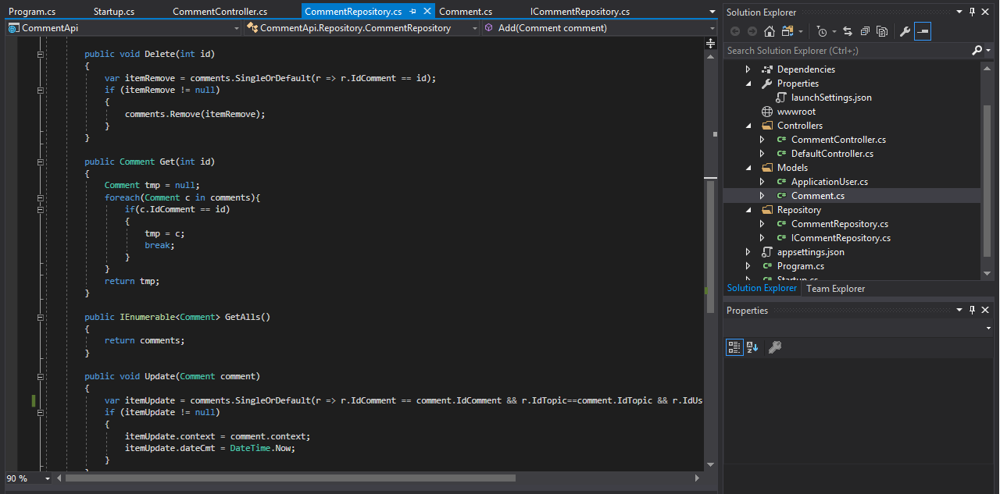 Program.cs Startup.cs CommentController.cs CommentRepository.cs Comment.cs ICommentRepository.cs
CommentApi CommentApi.Repository.CommentRepository Add(Comment comment)
public void Delete(int id)
{
var itemRemove = comments.SingleOrDefault(r => r.IdComment == id);
if (itemRemove != null)
{
comments.Remove(itemRemove);
}
}
public Comment Get(int id)
{
Comment tmp = null;
foreach(Comment c in comments){
if(c.IdComment == id)
{
tmp = c;
break;
}
}
return tmp;
}
public IEnumerable<Comment> GetAlls()
{
return comments;
}
public void Update(Comment comment)
{
var itemUpdate = comments.SingleOrDefault(r => r.IdComment == comment.IdComment && r.IdTopic==comment.IdTopic && r.IdUs
if (itemUpdate != null)
{
itemUpdate.context = comment.context;
itemUpdate.dateCmt = DateTime.Now;
}
90 %
Solution Explorer
Search Solution Explorer (Ctrl+;)
Dependencies
Properties
launchSettings.json
wwwroot
Controllers
C# CommentController.cs
C# DefaultController.cs
Models
C# ApplicationUser.cs
C# Comment.cs
Repository
C# CommentRepository.cs
C# ICommentRepository.cs
appsettings.json
C# Program.cs
C# Startup.cs
Solution Explorer Team Explorer
Properties